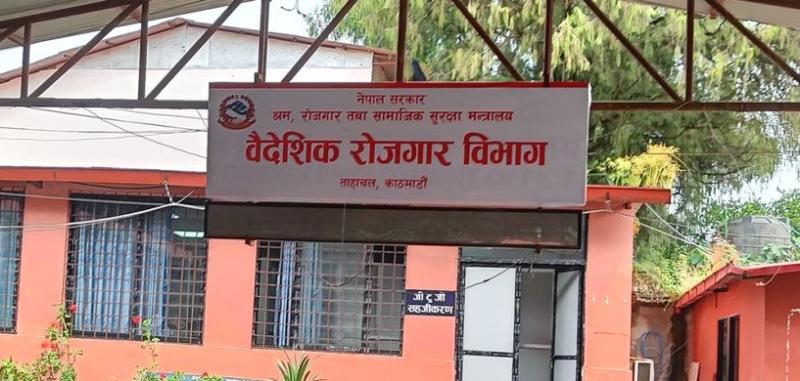 नेपाल सरकार
श्रम, रोजगार तथा सामाजिक सुरक्षा मन्त्रालय
वैदेशिक रोजगार विभाग
ताहाचल, काठमाडौं
जी टु जी
सहजीकरण